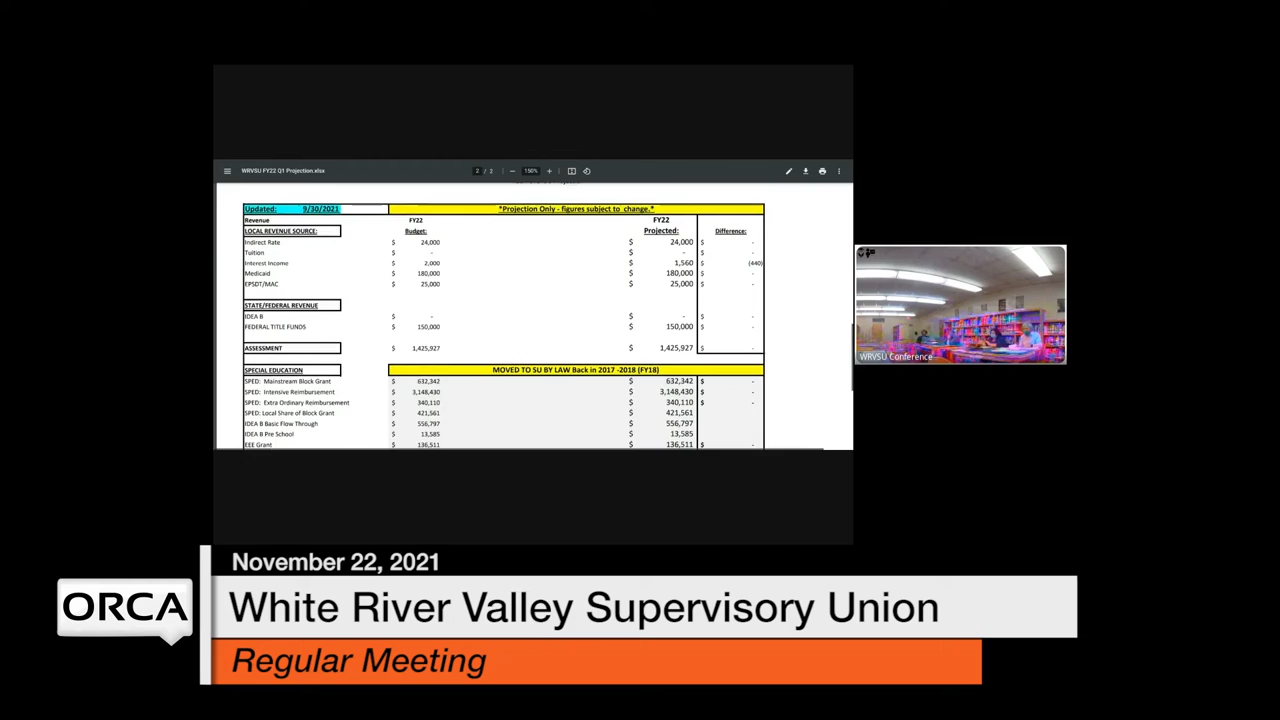 WRVSU FY22 Q1 Projection.xlsx 2 / 2 150%
Updated: 9/30/2021 *Projection Only - figures subject to change.*
Revenue FY22 FY22
LOCAL REVENUE SOURCE: Budget: Projected: Difference:
Indirect Rate $ 24,000 $ 24,000 $ -
Tuition $ - $ - $ -
Interest Income $ 2,000 $ 1,560 $ (440)
Medicaid $ 180,000 $ 180,000 $ -
EPSDT/MAC $ 25,000 $ 25,000 $ -
STATE/FEDERAL REVENUE
IDEA B $ - $ - $ -
FEDERAL TITLE FUNDS $ 150,000 $ 150,000 $ -
ASSESSMENT $ 1,425,927 $ 1,425,927 $ -
SPECIAL EDUCATION MOVED TO SU BY LAW Back in 2017 -2018 (FY18)
SPED: Mainstream Block Grant $ 632,342 $ 632,342 $ -
SPED: Intensive Reimbursement $ 3,148,430 $ 3,148,430 $ -
SPED: Extra Ordinary Reimbursement $ 340,110 $ 340,110 $ -
SPED: Local Share of Block Grant $ 421,561 $ 421,561
IDEA B Basic Flow Through $ 556,797 $ 556,797
IDEA B Pre School $ 13,585 $ 13,585
EEE Grant $ 136,511 $ 136,511 $ -
WRVSU Conference
November 22, 2021
ORCA
White River Valley Supervisory Union
Regular Meeting